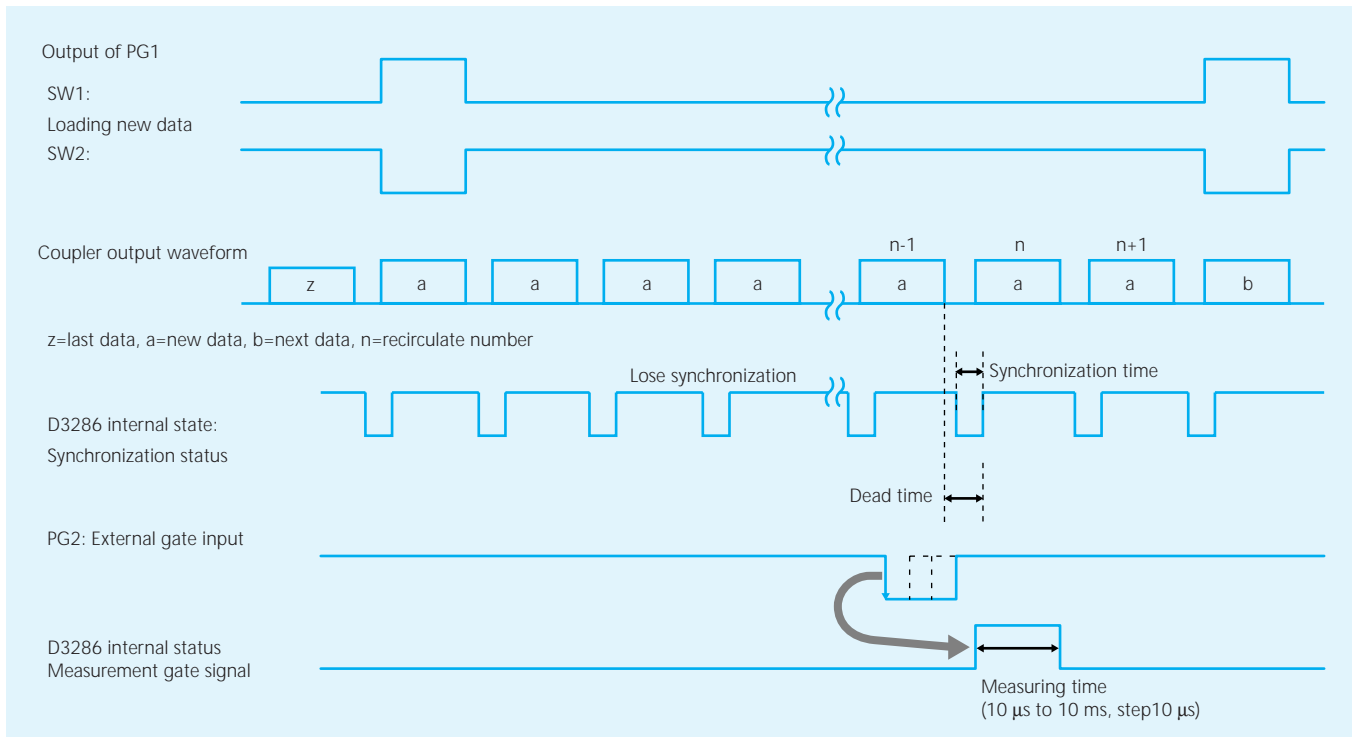 Output of PG1
SW1:
Loading new data
SW2:
Coupler output waveform
n-1 n n+1
z a a a a a a a b
z=last data, a=new data, b=next data, n=recirculate number
Lose synchronization
Synchronization time
D3286 internal state:
Synchronization status
Dead time
PG2: External gate input
D3286 internal status
Measurement gate signal
Measuring time
(10 μs to 10 ms, step10 μs)